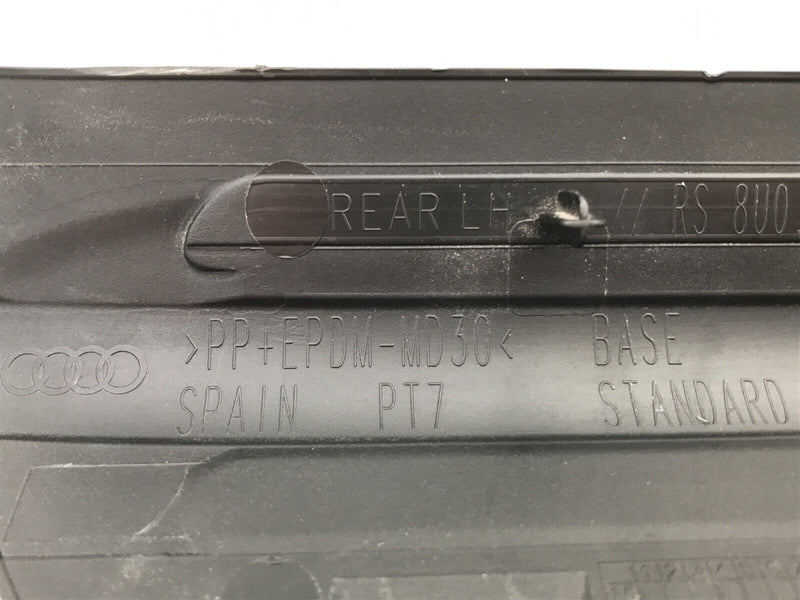 REAR LH // RS 8U0
>PP+EPDM-MD30< BASE
SPAIN PT7 STANDARD